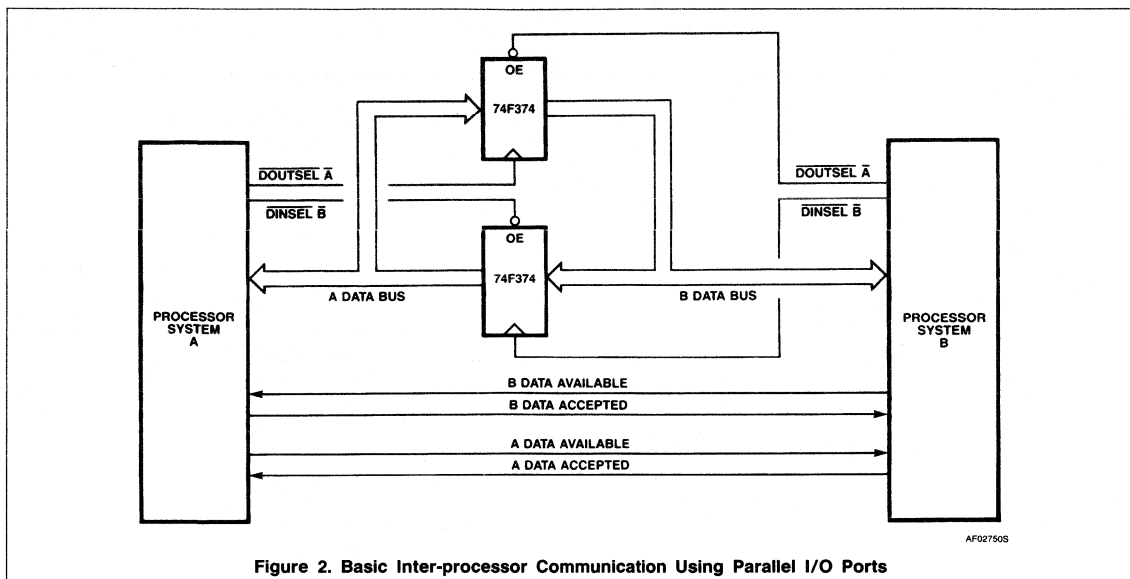 OE
74F374
DOUTSEL A
DINSEL B
DOUTSEL A
DINSEL B
OE
74F374
A DATA BUS
B DATA BUS
PROCESSOR
SYSTEM
A
PROCESSOR
SYSTEM
B
B DATA AVAILABLE
B DATA ACCEPTED
A DATA AVAILABLE
A DATA ACCEPTED
AF02750S
Figure 2. Basic Inter-processor Communication Using Parallel I/O Ports